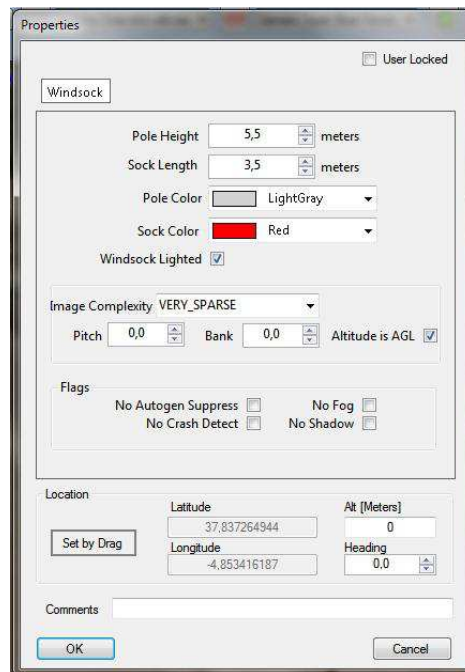 Properties
User Locked
Windsock
Pole Height 5,5 meters
Sock Length 3,5 meters
Pole Color LightGray
Sock Color Red
Windsock Lighted
Image Complexity VERY_SPARSE
Pitch 0,0 Bank 0,0 Altitude is AGL
Flags
No Autogen Suppress No Fog
No Crash Detect No Shadow
Location
Latitude Alt [Meters]
Set by Drag 37,837264944 0
Longitude Heading
-4,853416187 0,0
Comments
OK Cancel